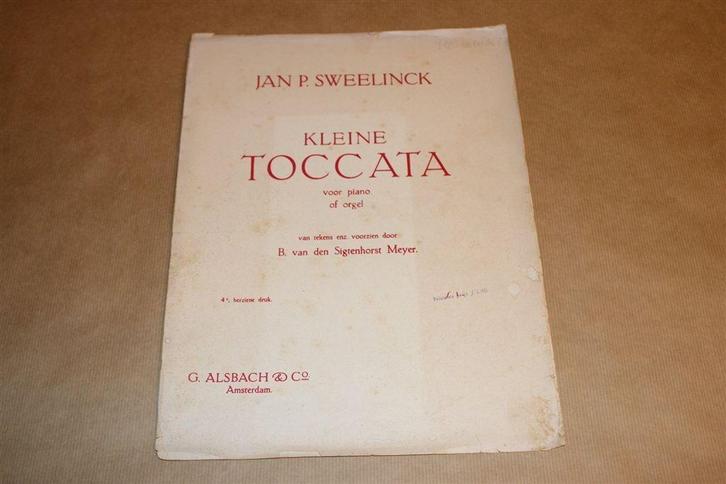 JAN P. SWEELINCK
KLEINE
TOCCATA
voor piano
of orgel
van tekens enz. voorzien door
B. van den Sigtenhorst Meyer.
4e, herziene druk.
G. ALSBACH & Co.
Amsterdam.